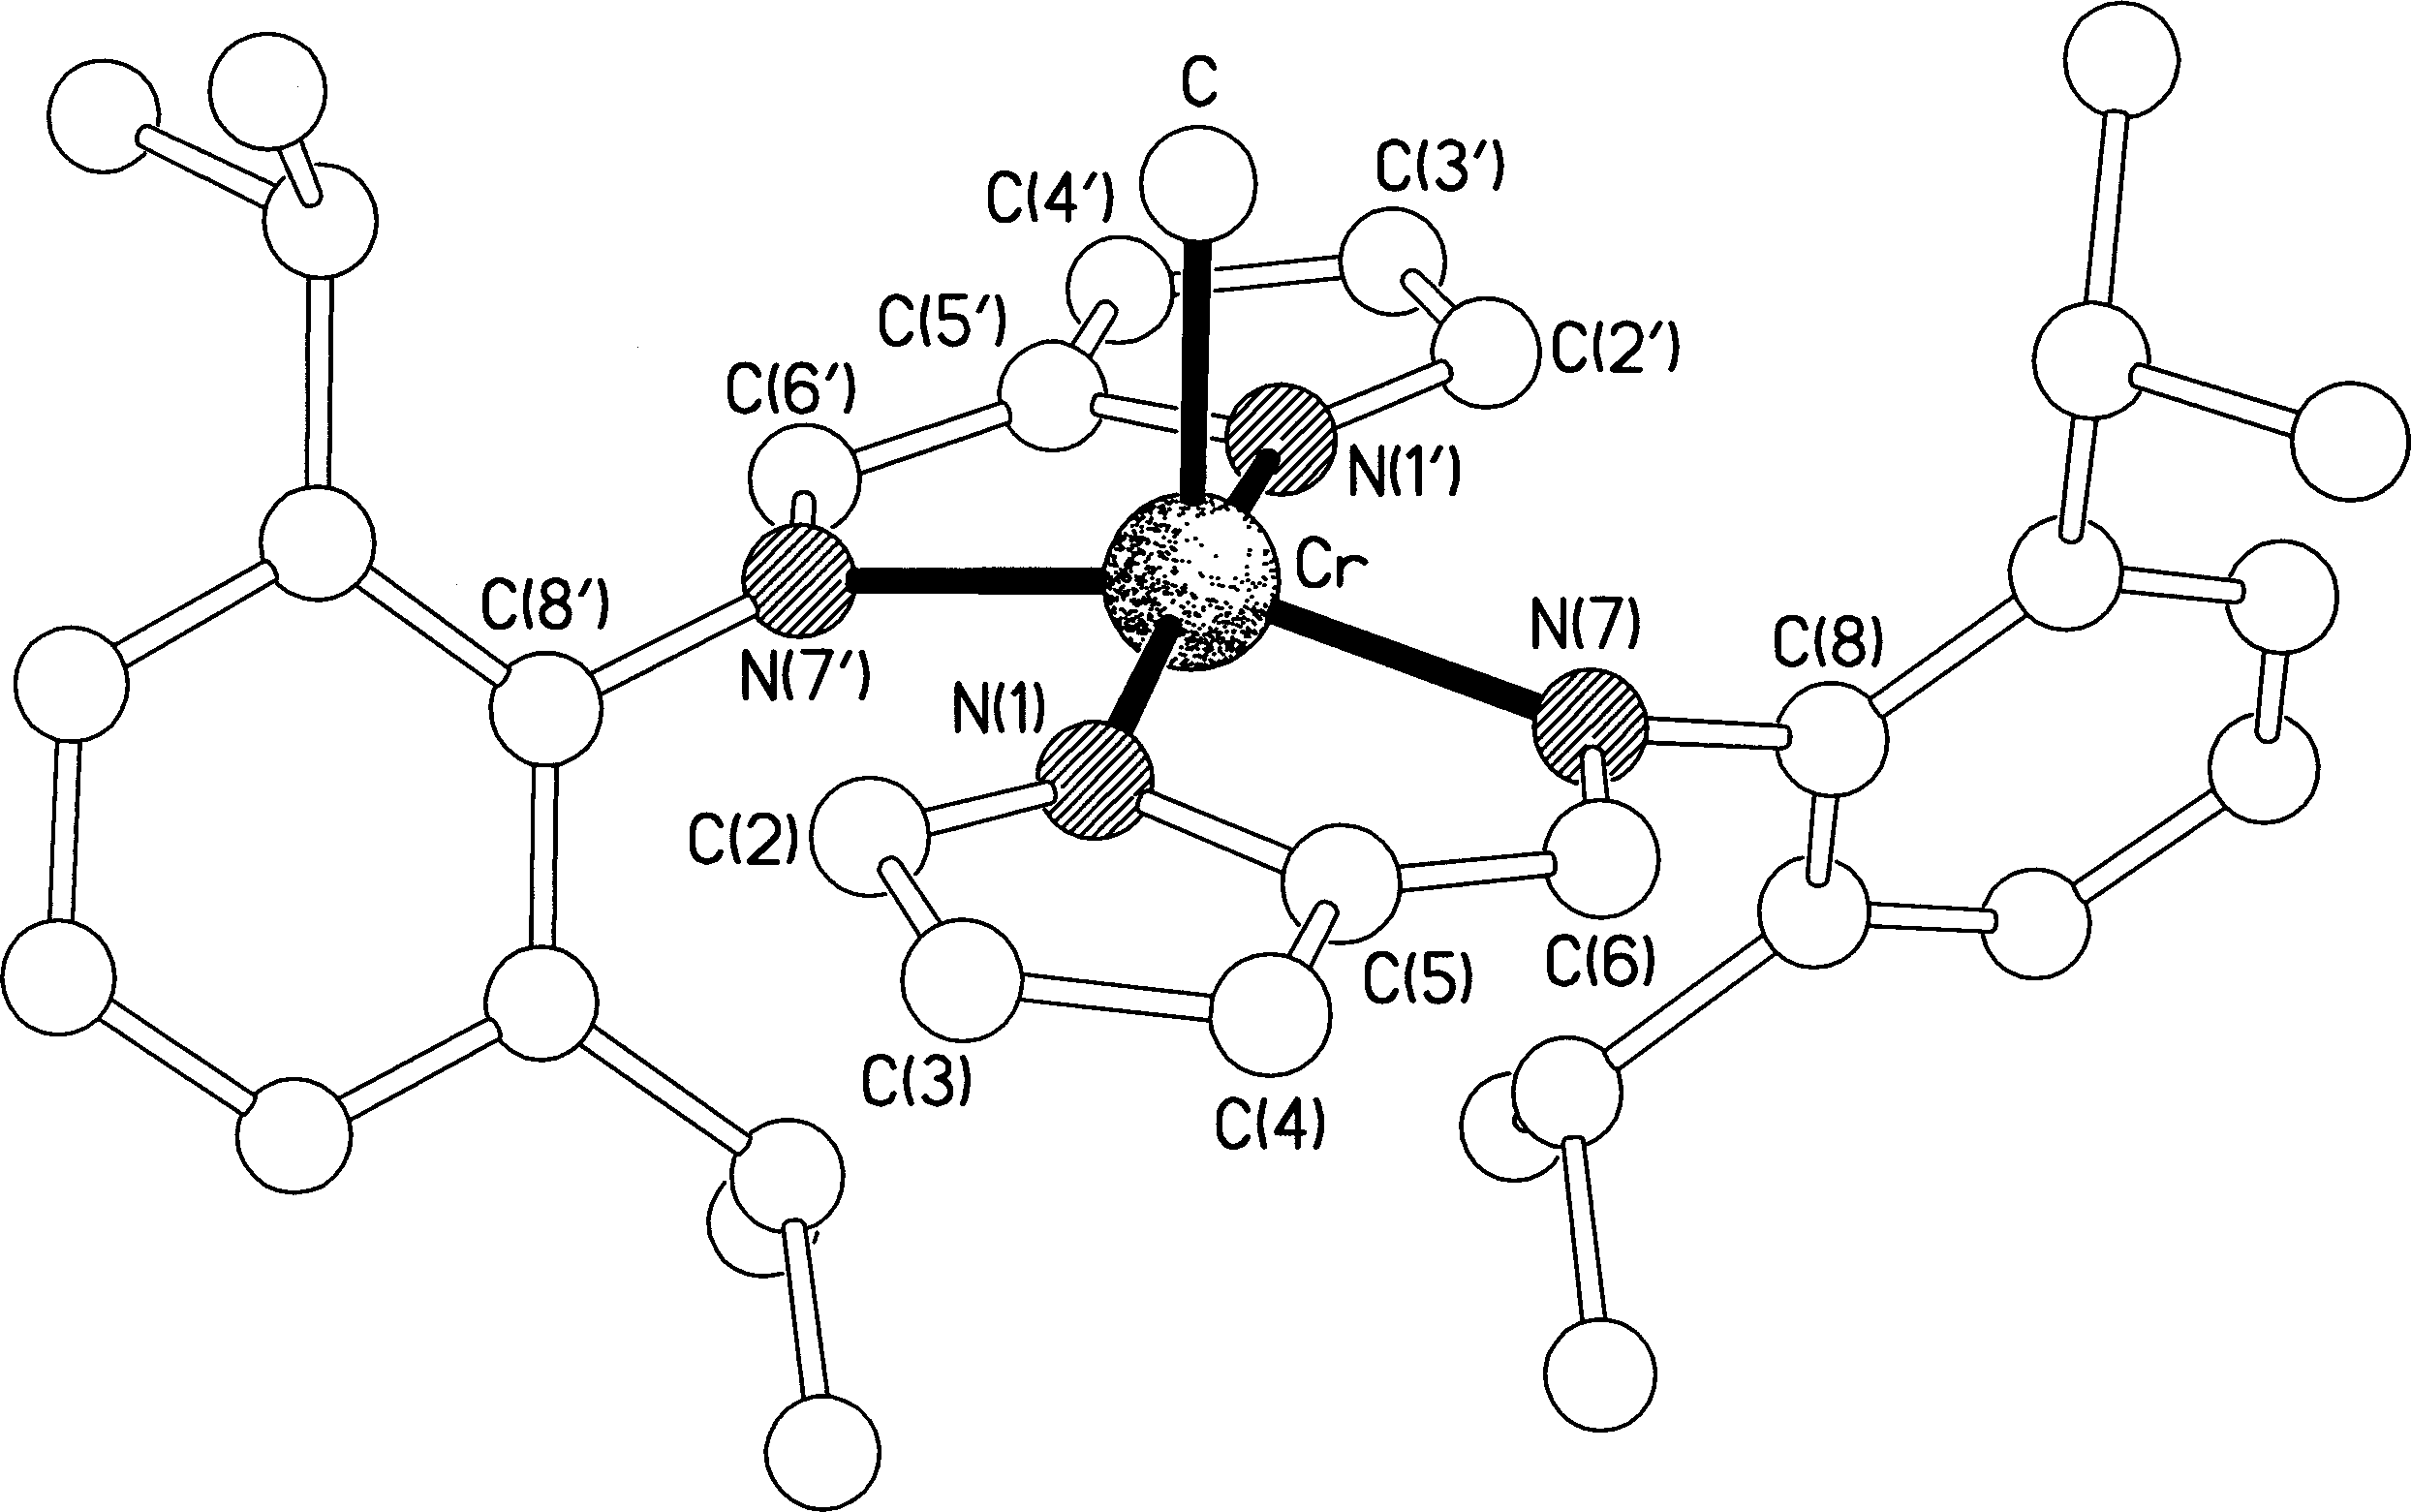 C
C(3′)
C(4′)
C(5′)
C(2′)
C(6′)
N(1′)
Cr
C(8′)
N(7)
C(8)
N(7′)
N(1)
C(2)
C(5)
C(6)
C(3)
C(4)